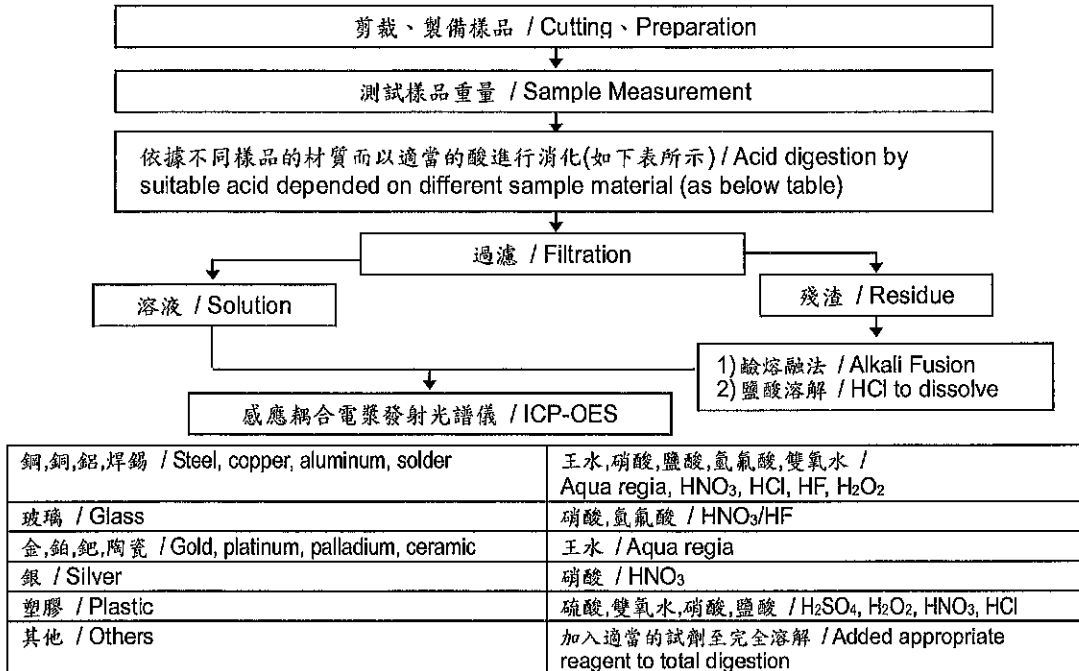 剪裁、製備樣品 / Cutting、Preparation
測試樣品重量 / Sample Measurement
依據不同樣品的材質而以適當的酸進行消化(如下表所示) / Acid digestion by
suitable acid depended on different sample material (as below table)
過濾 / Filtration
溶液 / Solution
殘渣 / Residue
1) 鹼熔融法 / Alkali Fusion
2) 鹽酸溶解 / HCl to dissolve
感應耦合電漿發射光譜儀 / ICP-OES
鋼,銅,鋁,焊錫 / Steel, copper, aluminum, solder
王水,硝酸,鹽酸,氫氟酸,雙氧水 /
Aqua regia, HNO₃, HCl, HF, H₂O₂
玻璃 / Glass
硝酸,氫氟酸 / HNO₃/HF
金,鉑,鈀,陶瓷 / Gold, platinum, palladium, ceramic
王水 / Aqua regia
銀 / Silver
硝酸 / HNO₃
塑膠 / Plastic
硫酸,雙氧水,硝酸,鹽酸 / H₂SO₄, H₂O₂, HNO₃, HCl
其他 / Others
加入適當的試劑至完全溶解 / Added appropriate
reagent to total digestion